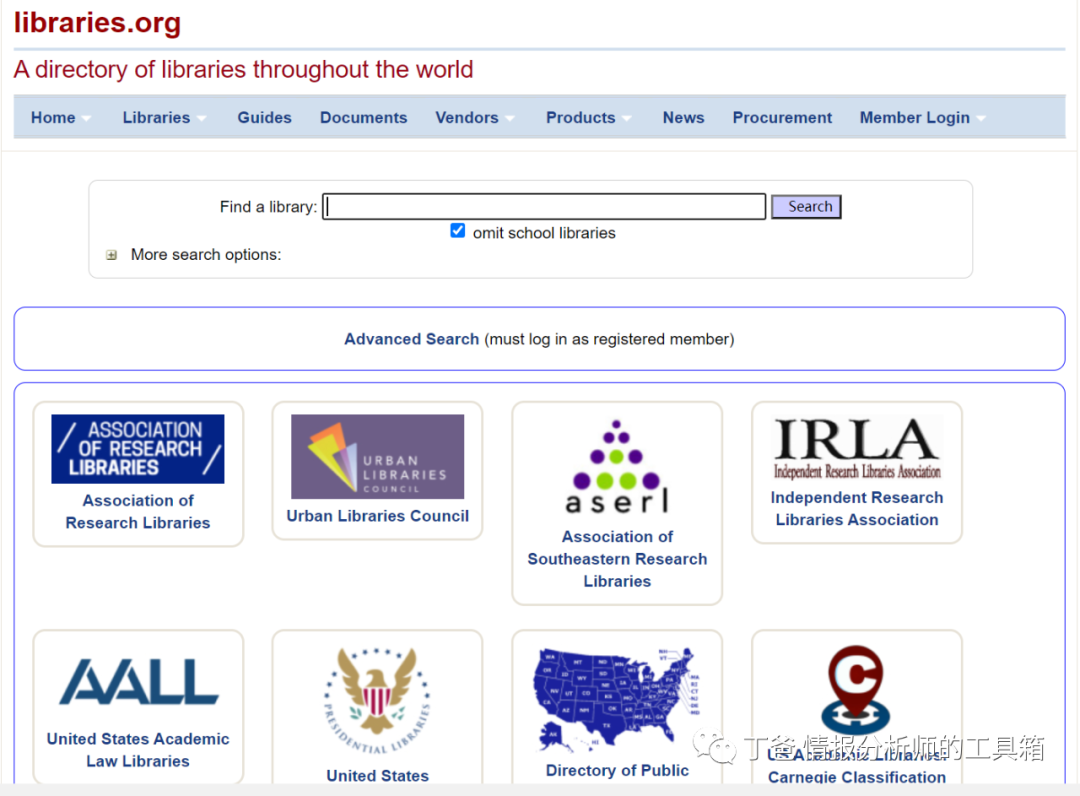 libraries.org
A directory of libraries throughout the world
Home Libraries Guides Documents Vendors Products News Procurement Member Login
Find a library: Search
omit school libraries
More search options:
Advanced Search (must log in as registered member)
ASSOCIATION
OF RESEARCH
LIBRARIES
Association of
Research Libraries
URBAN
LIBRARIES
COUNCIL
Urban Libraries Council
aserl
Association of
Southeastern Research
Libraries
IRLA
Independent Research Libraries Association
Independent Research
Libraries Association
AALL
United States Academic
Law Libraries
PRESIDENTIAL LIBRARIES
United States
Directory of Public
C
US Academic Libraries:
Carnegie Classification
丁爸 情报分析师的工具箱